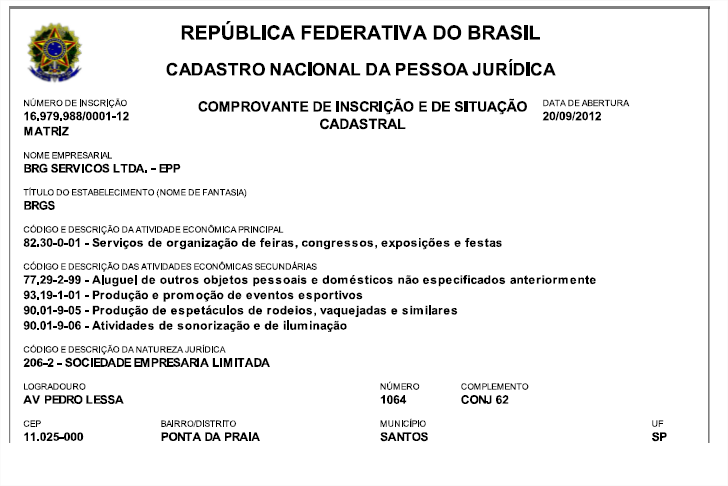 REPÚBLICA FEDERATIVA DO BRASIL
CADASTRO NACIONAL DA PESSOA JURÍDICA
NÚMERO DE INSCRIÇÃO
16.979.988/0001-12
MATRIZ
COMPROVANTE DE INSCRIÇÃO E DE SITUAÇÃO
CADASTRAL
DATA DE ABERTURA
20/09/2012
NOME EMPRESARIAL
BRG SERVICOS LTDA. - EPP
TÍTULO DO ESTABELECIMENTO (NOME DE FANTASIA)
BRGS
CÓDIGO E DESCRIÇÃO DA ATIVIDADE ECONÔMICA PRINCIPAL
82.30-0-01 - Serviços de organização de feiras, congressos, exposições e festas
CÓDIGO E DESCRIÇÃO DAS ATIVIDADES ECONÔMICAS SECUNDÁRIAS
77.29-2-99 - Aluguel de outros objetos pessoais e domésticos não especificados anteriormente
93.19-1-01 - Produção e promoção de eventos esportivos
90.01-9-05 - Produção de espetáculos de rodeios, vaquejadas e similares
90.01-9-06 - Atividades de sonorização e de iluminação
CÓDIGO E DESCRIÇÃO DA NATUREZA JURÍDICA
206-2 - SOCIEDADE EMPRESARIA LIMITADA
LOGRADOURO NÚMERO COMPLEMENTO
AV PEDRO LESSA 1064 CONJ 62
CEP BAIRRO/DISTRITO MUNICÍPIO UF
11.025-000 PONTA DA PRAIA SANTOS SP